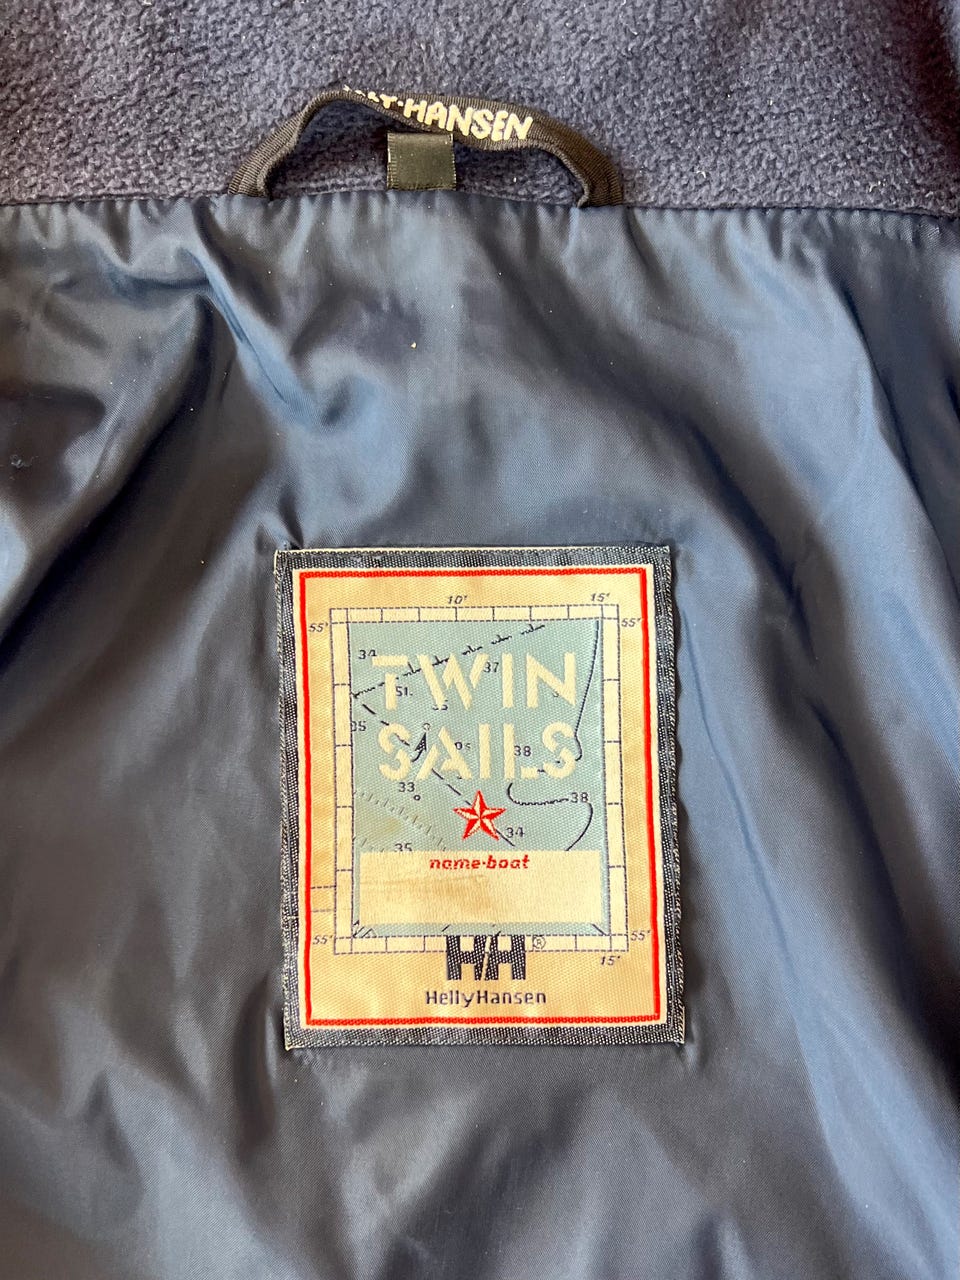 HANSEN
10' 15'
55' 55'
34
TWIN
37
51.
35
SAILS
38
33
38
34
35
name-boat
55' HH® 55'
15'
HellyHansen